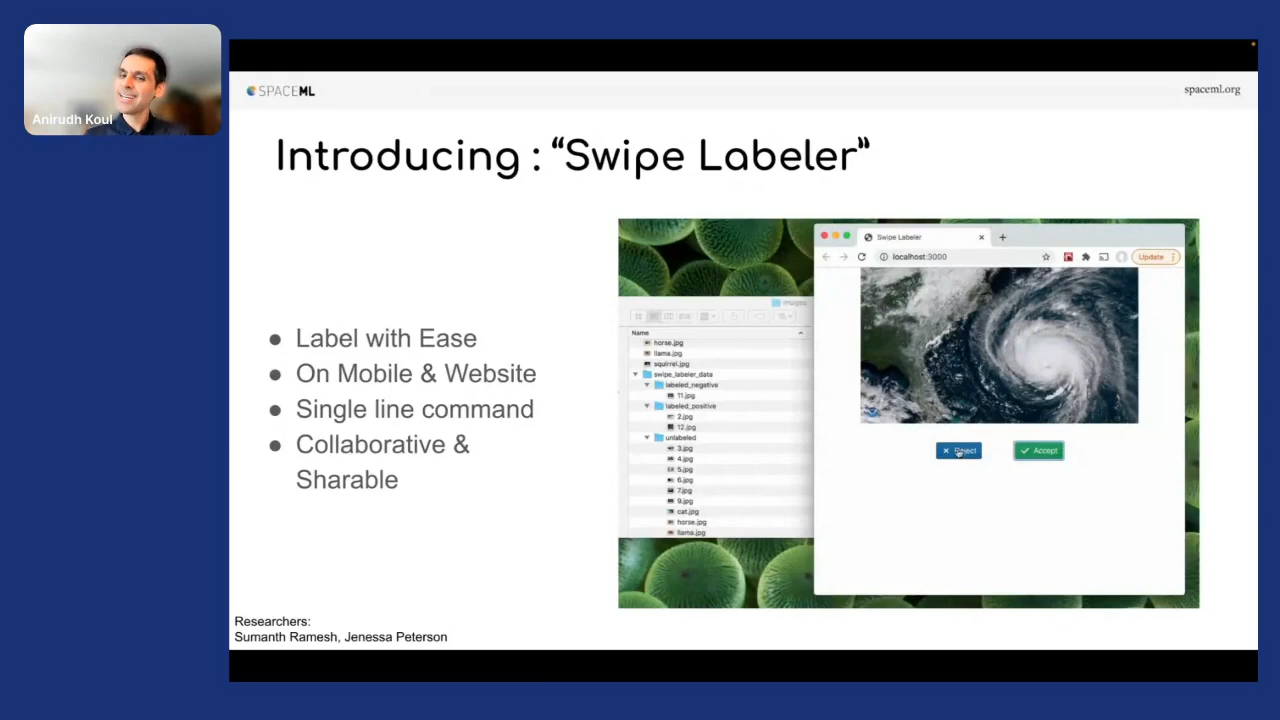 Anirudh Koul
SPACEML
spaceml.org
Introducing : “Swipe Labeler”
● Label with Ease
● On Mobile & Website
● Single line command
● Collaborative &
Sharable
images
Name
horse.jpg
llama.jpg
squirrel.jpg
swipe_labeler_data
labeled_negative
11.jpg
labeled_positive
2.jpg
12.jpg
unlabeled
3.jpg
4.jpg
5.jpg
6.jpg
7.jpg
9.jpg
cat.jpg
horse.jpg
llama.jpg
Swipe Labeler
localhost:3000
Update
Reject
Accept
Researchers:
Sumanth Ramesh, Jenessa Peterson